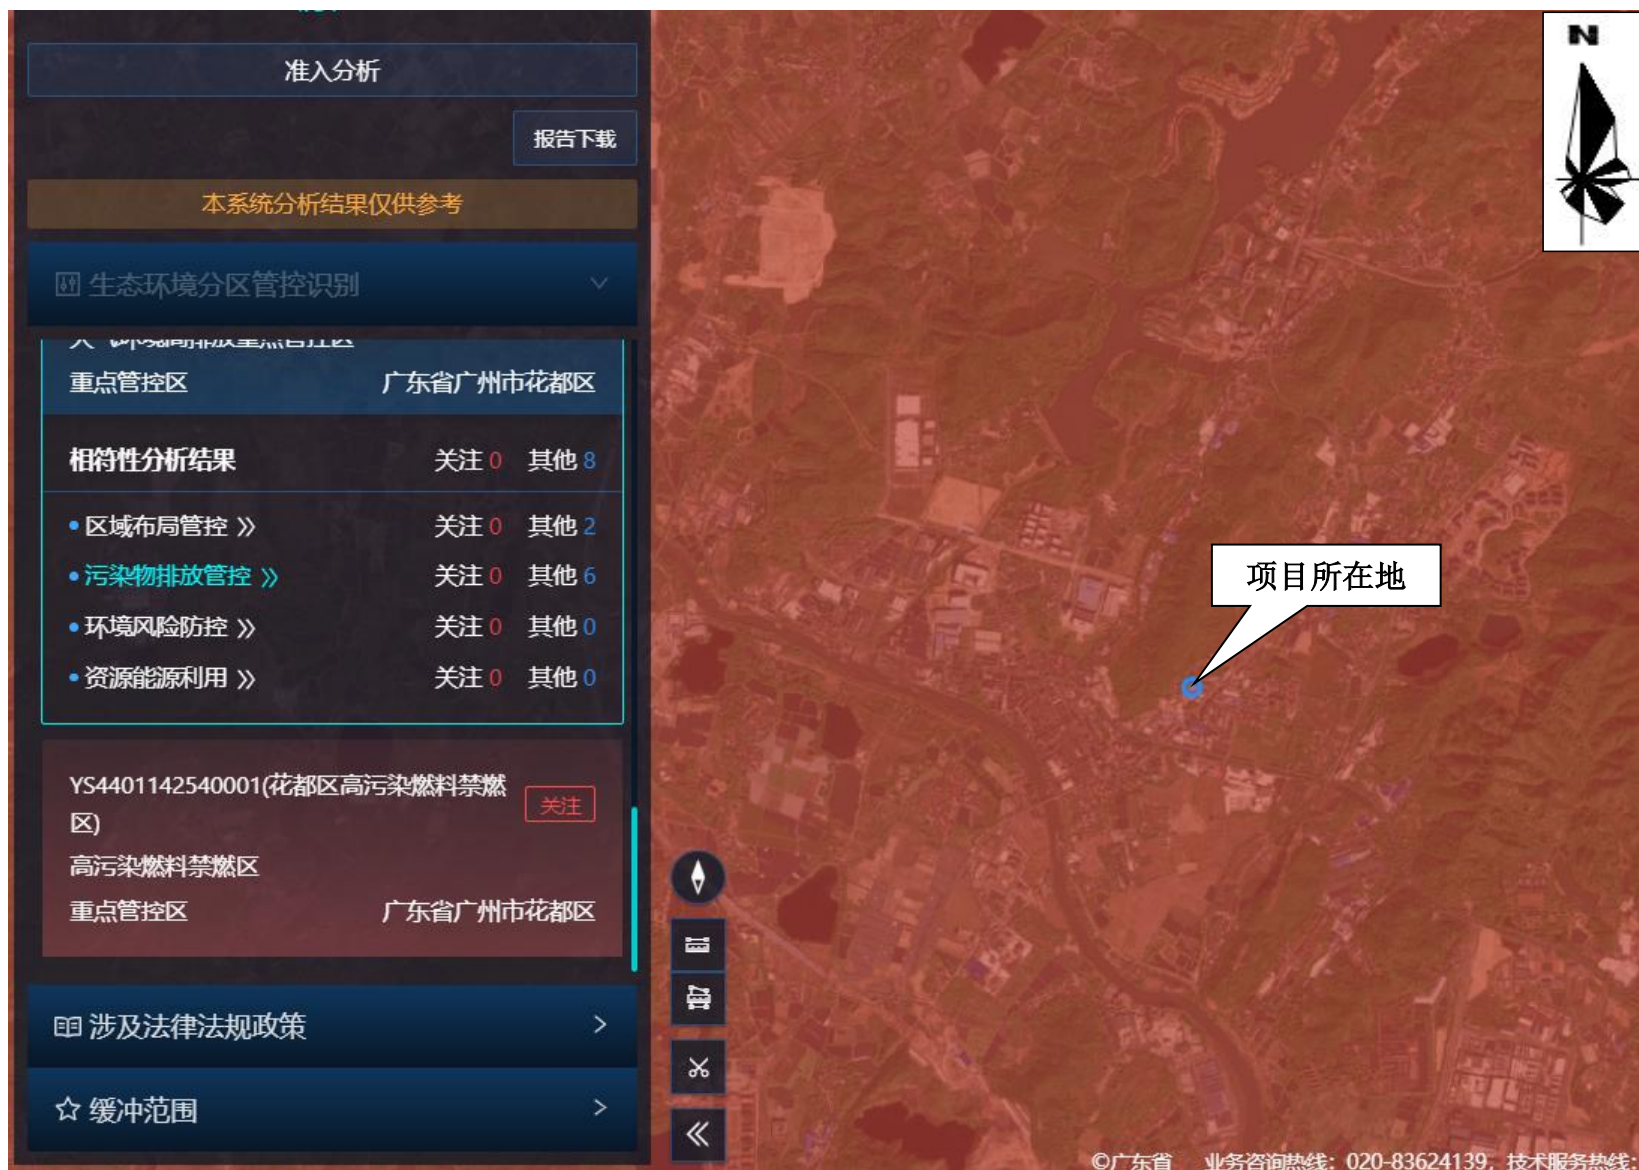 准入分析
报告下载
本系统分析结果仅供参考
生态环境分区管控识别
重点管控区 广东省广州市花都区
相符性分析结果 关注 0 其他 8
区域布局管控 》 关注 0 其他 2
污染物排放管控 》 关注 0 其他 6
环境风险防控 》 关注 0 其他 0
资源能源利用 》 关注 0 其他 0
YS4401142540001(花都区高污染燃料禁燃
区)
关注
高污染燃料禁燃区
重点管控区 广东省广州市花都区
涉及法律法规政策
缓冲范围
N
项目所在地
©广东省 业务咨询热线：020-83624139 技术服务热线：